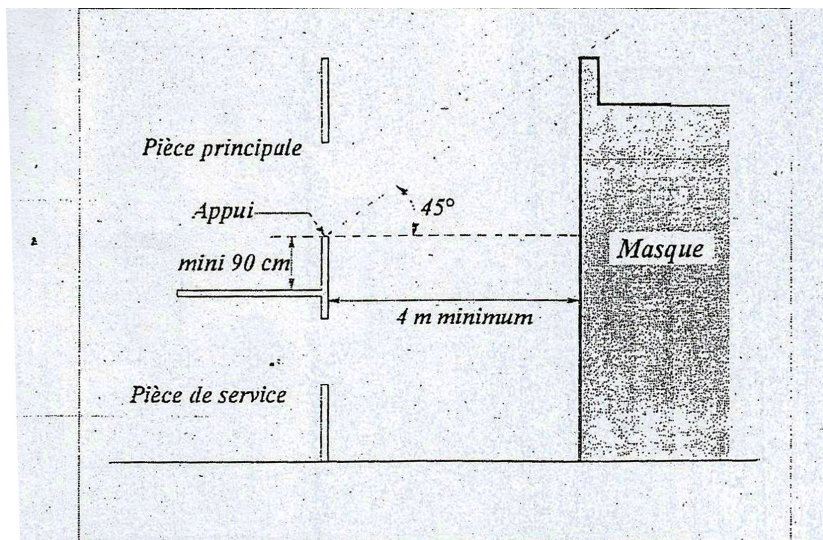 Pièce principale
Appui
45°
mini 90 cm
Masque
4 m minimum
Pièce de service